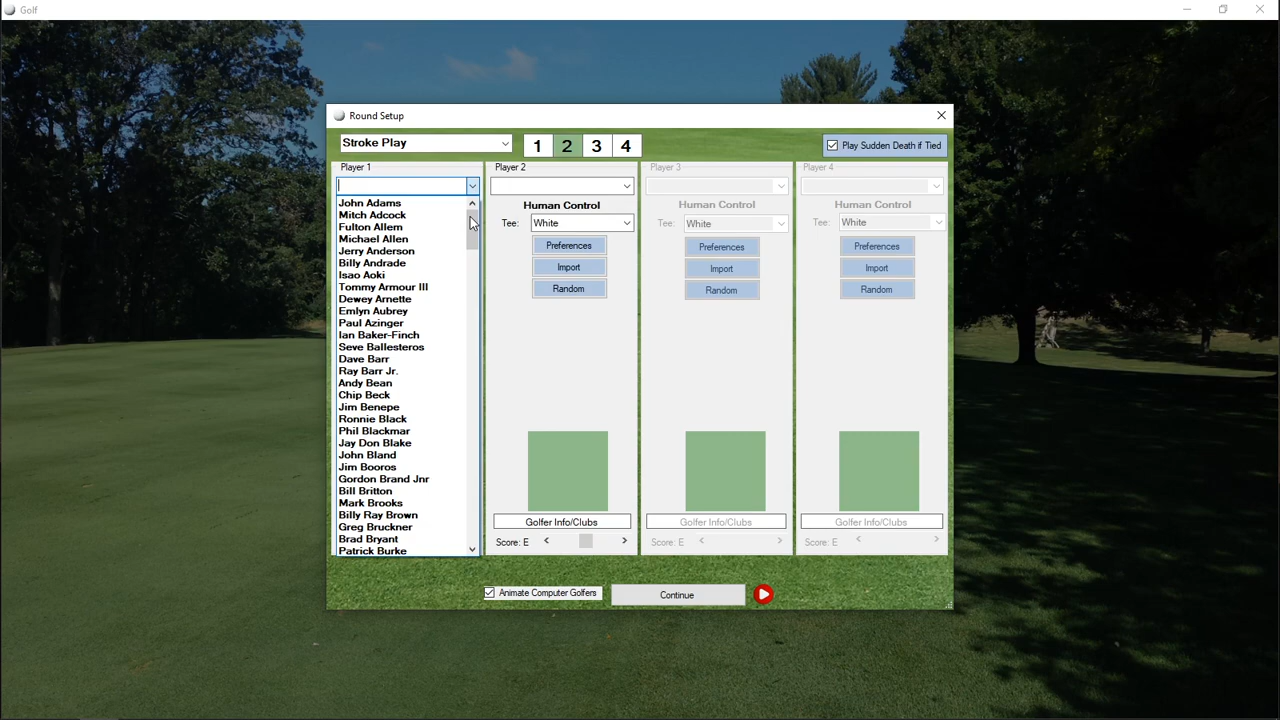 Golf
Round Setup
Stroke Play
1 2 3 4
Play Sudden Death if Tied
Player 1
John Adams
Mitch Adcock
Fulton Allem
Michael Allen
Jerry Anderson
Billy Andrade
Isao Aoki
Tommy Armour III
Dewey Arnette
Emlyn Aubrey
Paul Azinger
Ian Baker-Finch
Seve Ballesteros
Dave Barr
Ray Barr Jr.
Andy Bean
Chip Beck
Jim Benepe
Ronnie Black
Phil Blackmar
Jay Don Blake
John Bland
Jim Booros
Gordon Brand Jnr
Bill Britton
Mark Brooks
Billy Ray Brown
Greg Bruckner
Brad Bryant
Patrick Burke
Player 2
Human Control
Tee: White
Preferences
Import
Random
Golfer Info/Clubs
Score: E
Player 3
Human Control
Tee: White
Preferences
Import
Random
Golfer Info/Clubs
Score: E
Player 4
Human Control
Tee: White
Preferences
Import
Random
Golfer Info/Clubs
Score: E
Animate Computer Golfers
Continue